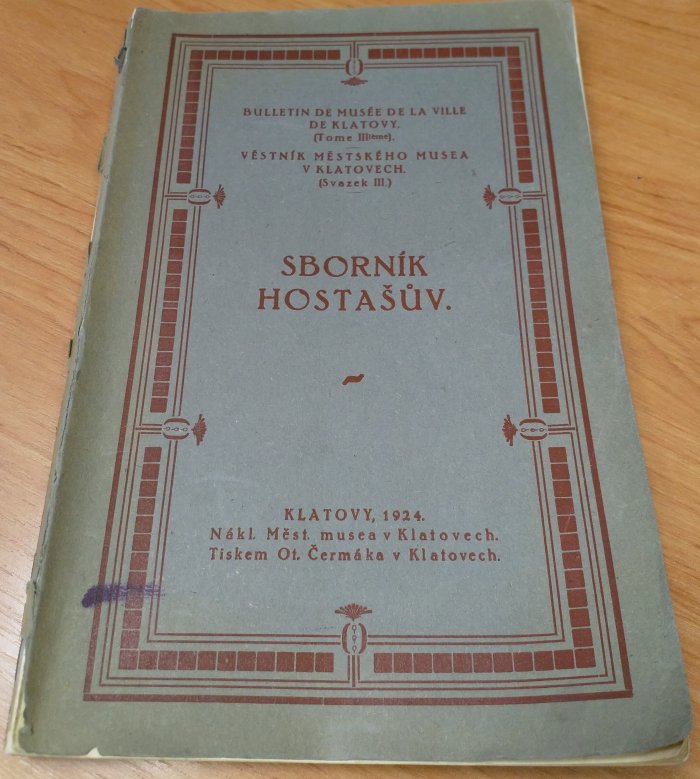 BULLETIN DE MUSÉE DE LA VILLE
DE KLATOVY.
(Tome IIIième).
VĚSTNÍK MĚSTSKÉHO MUSEA
V KLATOVECH.
(Svazek III.)
SBORNÍK
HOSTAŠŮV.
KLATOVY, 1924.
Nákl. Měst. musea v Klatovech.
Tiskem Ot. Čermáka v Klatovech.